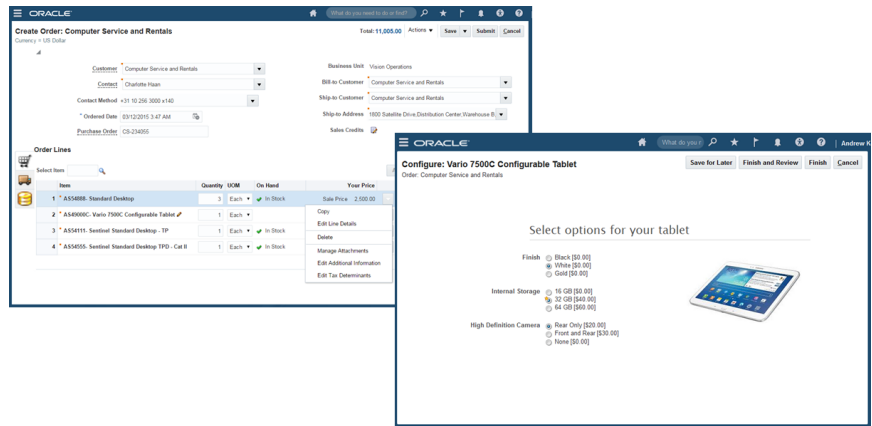 ORACLE
What do you need to do or find?
Create Order: Computer Service and Rentals
Total: 11,005.00 Actions Save Submit Cancel
Currency = US Dollar
Customer Computer Service and Rentals
Contact Charlotte Haan
Contact Method +31 10 256 3000 x140
* Ordered Date 03/12/2015 3:47 AM
Purchase Order CS-234055
Business Unit Vision Operations
Bill-to Customer Computer Service and Rentals
Ship-to Customer Computer Service and Rentals
Ship-to Address 1800 Satellite Drive,Distribution Center,Warehouse B,
Sales Credits
Order Lines
Select Item
Item Quantity UOM On Hand Your Price
1 * AS54888- Standard Desktop 3 Each In Stock Sale Price 2,500.00
2 * AS49000C- Vario 7500C Configurable Tablet 1 Each
3 * AS54111- Sentinel Standard Desktop - TP 1 Each In Stock
4 * AS54555- Sentinel Standard Desktop TPD - Cat II 1 Each In Stock
Copy
Edit Line Details
Delete
Manage Attachments
Edit Additional Information
Edit Tax Determinants
ORACLE
What do you n
Andrew K
Configure: Vario 7500C Configurable Tablet
Save for Later Finish and Review Finish Cancel
Order: Computer Service and Rentals
Select options for your tablet
Finish Black [$0.00]
White [$0.00]
Gold [$0.00]
Internal Storage 16 GB [$0.00]
32 GB [$40.00]
64 GB [$60.00]
High Definition Camera Rear Only [$20.00]
Front and Rear [$30.00]
None [$0.00]